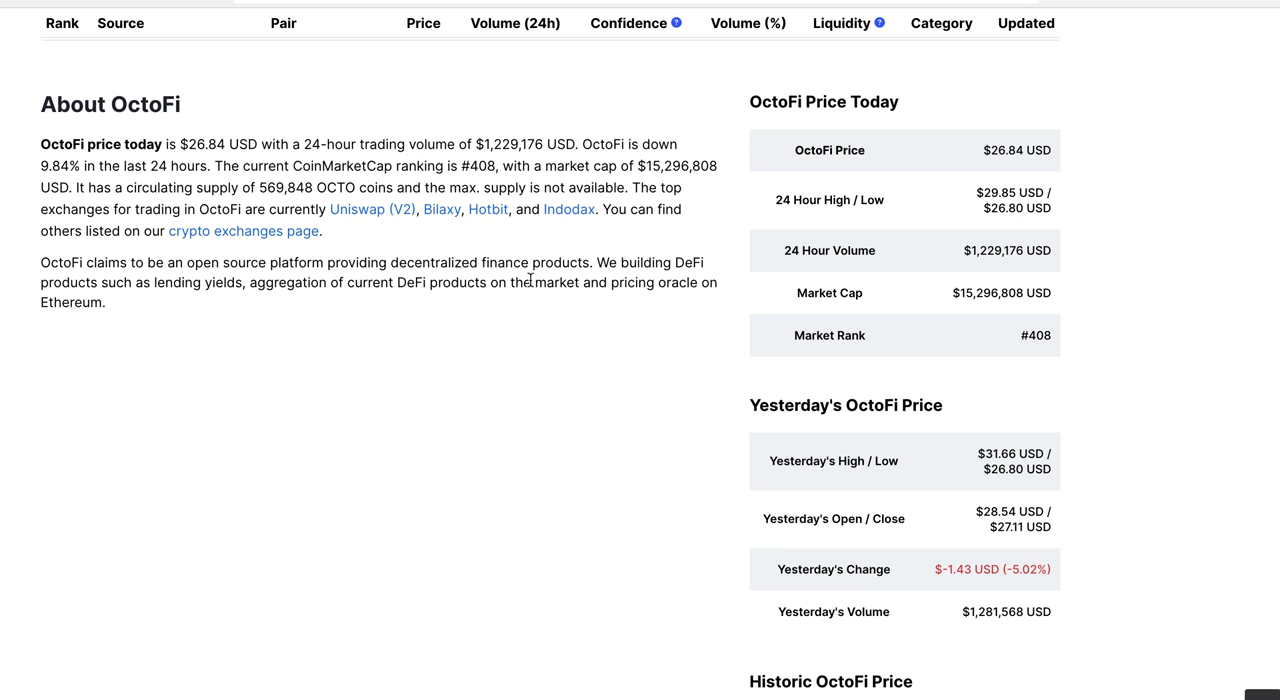 Rank Source Pair Price Volume (24h) Confidence ? Volume (%) Liquidity ? Category Updated
About OctoFi
OctoFi price today is $26.84 USD with a 24-hour trading volume of $1,229,176 USD. OctoFi is down
9.84% in the last 24 hours. The current CoinMarketCap ranking is #408, with a market cap of $15,296,808
USD. It has a circulating supply of 569,848 OCTO coins and the max. supply is not available. The top
exchanges for trading in OctoFi are currently Uniswap (V2), Bilaxy, Hotbit, and Indodax. You can find
others listed on our crypto exchanges page.
OctoFi claims to be an open source platform providing decentralized finance products. We building DeFi
products such as lending yields, aggregation of current DeFi products on the market and pricing oracle on
Ethereum.
OctoFi Price Today
OctoFi Price $26.84 USD
24 Hour High / Low $29.85 USD /
$26.80 USD
24 Hour Volume $1,229,176 USD
Market Cap $15,296,808 USD
Market Rank #408
Yesterday's OctoFi Price
Yesterday's High / Low $31.66 USD /
$26.80 USD
Yesterday's Open / Close $28.54 USD /
$27.11 USD
Yesterday's Change $-1.43 USD (-5.02%)
Yesterday's Volume $1,281,568 USD
Historic OctoFi Price